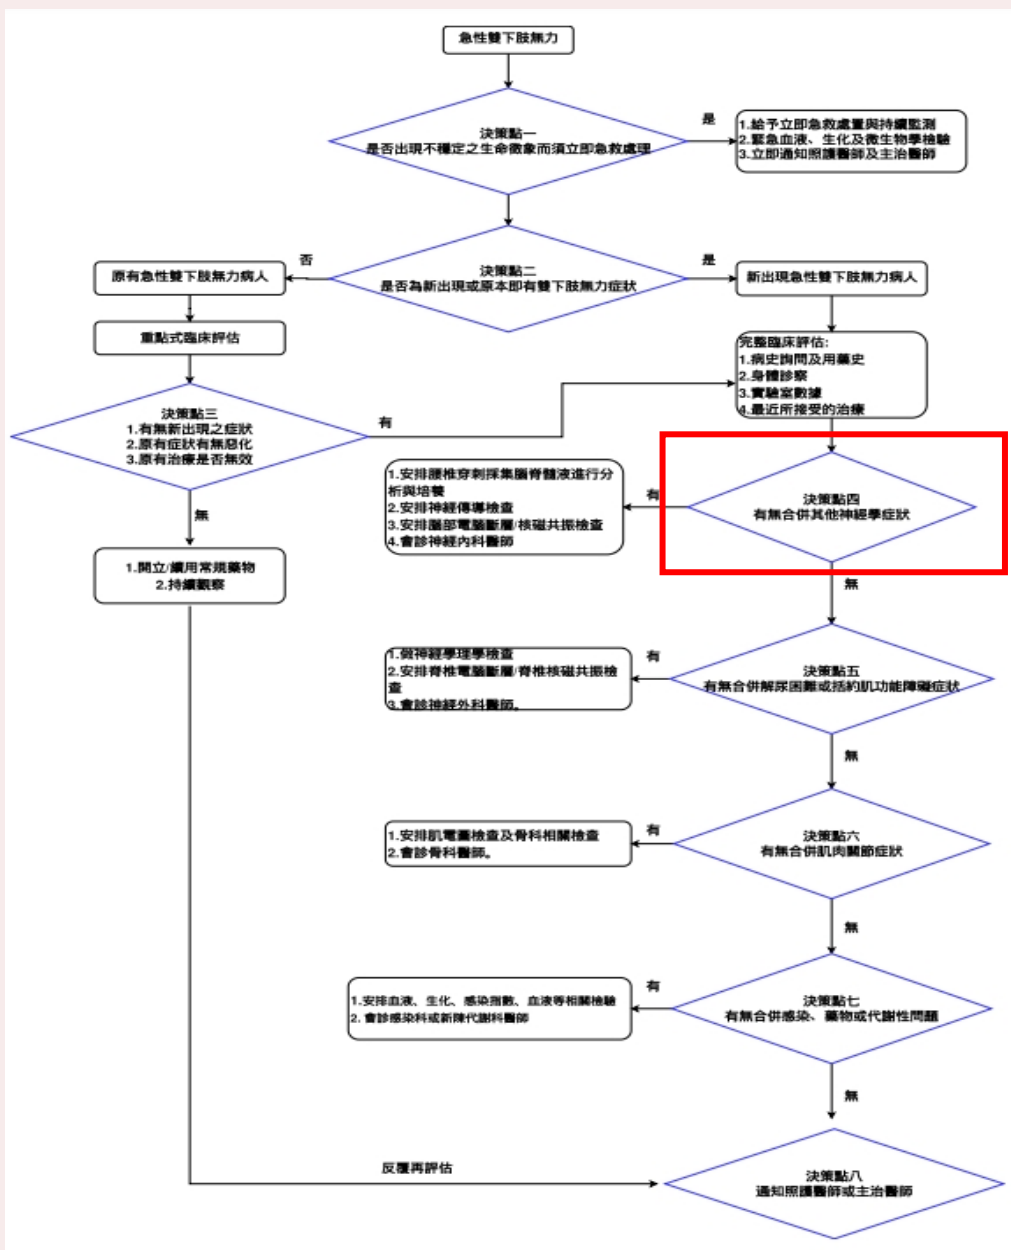 急性雙下肢無力
決策點一
是否出現不穩定之生命徵象而須立即急救處理
是
1.給予立即急救處置與持續監測
2.緊急血液、生化及微生物學檢驗
3.立即通知照護醫師及主治醫師
決策點二
是否為新出現或原本即有雙下肢無力症狀
否
是
原有急性雙下肢無力病人
新出現急性雙下肢無力病人
重點式臨床評估
完整臨床評估:
1.病史詢問及用藥史
2.身體診察
3.實驗室數據
4.最近所接受的治療
決策點三
1.有無新出現之症狀
2.原有症狀有無惡化
3.原有治療是否無效
有
無
1.開立/續用常規藥物
2.持續觀察
決策點四
有無合併其他神經學症狀
有
1.安排腰椎穿刺採集腦脊髓液進行分
析與培養
2.安排神經傳導檢查
3.安排腦部電腦斷層/核磁共振檢查
4.會診神經內科醫師
無
決策點五
有無合併解尿困難或括約肌功能障礙症狀
有
1.做神經學理學檢查
2.安排脊椎電腦斷層/脊椎核磁共振檢
查
3.會診神經外科醫師。
無
決策點六
有無合併肌肉關節症狀
有
1.安排肌電圖檢查及骨科相關檢查
2.會診骨科醫師。
無
決策點七
有無合併感染、藥物或代謝性問題
有
1.安排血液、生化、感染指數、血液等相關檢驗
2. 會診感染科或新陳代謝科醫師
無
反覆再評估
決策點八
通知照護醫師或主治醫師